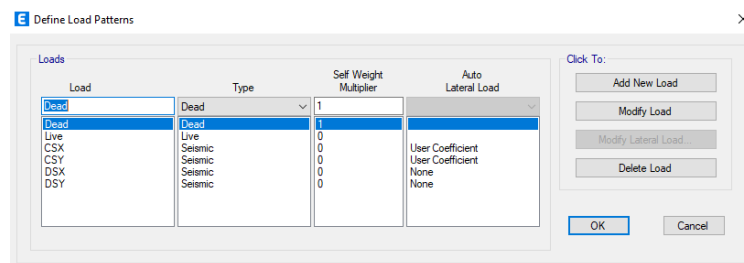 E Define Load Patterns
Loads
Click To:
Load Type Self Weight Multiplier Auto Lateral Load
Dead Dead 1
Dead Dead 1
Live Live 0
CSX Seismic 0 User Coefficient
CSY Seismic 0 User Coefficient
DSX Seismic 0 None
DSY Seismic 0 None
Add New Load
Modify Load
Modify Lateral Load...
Delete Load
OK Cancel